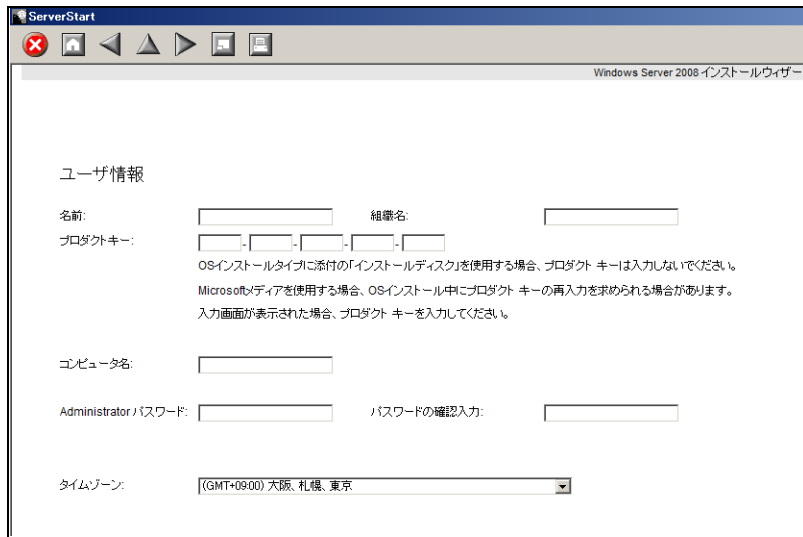 ServerStart
Windows Server 2008 インストールウィザー
ユーザ情報
名前: 組織名:
プロダクトキー: - - - -
OSインストールタイプに添付の「インストールディスク」を使用する場合、プロダクト キーは入力しないでください。
Microsoftメディアを使用する場合、OSインストール中にプロダクト キーの再入力を求められる場合があります。
入力画面が表示された場合、プロダクト キーを入力してください。
コンピュータ名:
Administrator パスワード: パスワードの確認入力:
タイムゾーン: (GMT+09:00) 大阪、札幌、東京